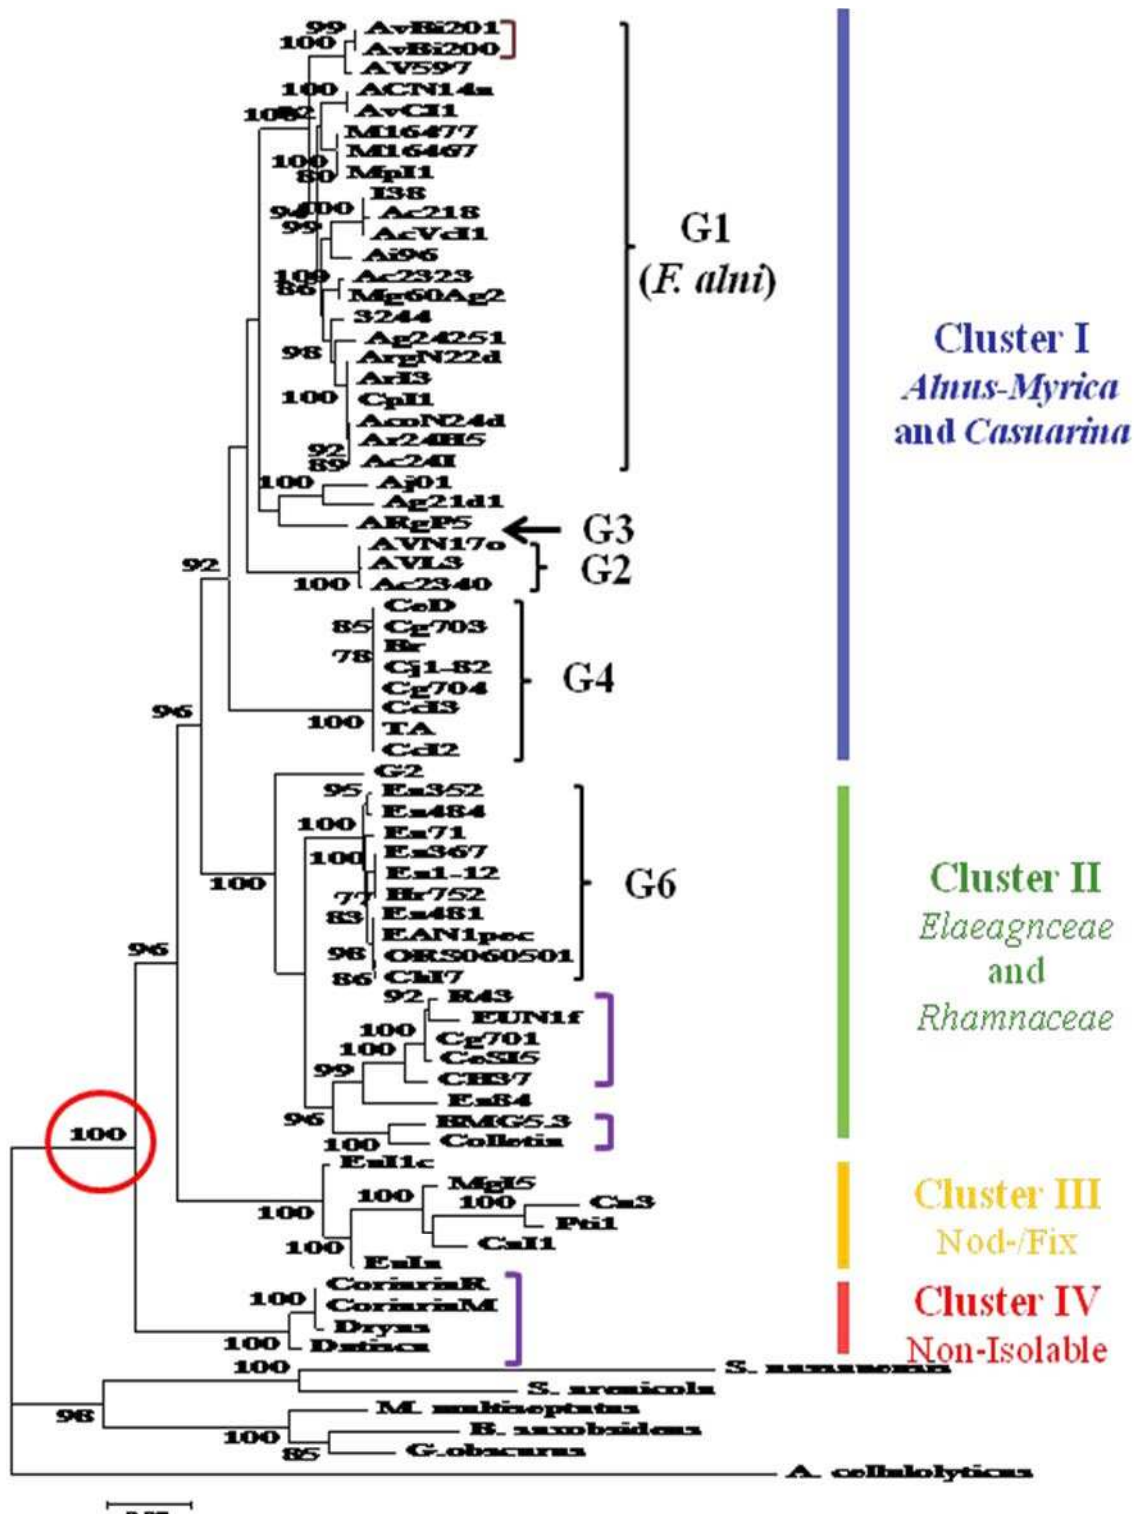 99
AvBi201
100
AvBi200
AV597
100
ACN14a
AvCI1
M16477
M16467
100
80
MpI1
I38
100
Ac218
99
AcVcI1
Ai96
100
Ac2323
86
Mg60Ag2
3244
Ag24251
98
ArgN22d
ArI3
100
CpI1
AcoN24d
92
Ar24H5
89
Ac24I
G1
(F. alni)
100
Aj01
Ag21d1
ARgP5
G3
AVN17o
AVL3
100
Ac2340
G2
92
CeD
85
Cg703
Br
78
Cj1-82
Cg704
CcI3
100
TA
CcI2
G4
96
Cluster I
Alnus-Myrica
and Casuarina
G2
95
Ea352
Ea484
100
Ea71
100
Ea367
Ea1-12
77
Hr752
83
Ea481
EAN1pec
98
ORS060501
86
ChI7
G6
100
92
R43
EUN1f
100
Cg701
100
CeSI5
99
CH37
Ea84
96
BMG5.3
100
Colletia
Cluster II
Elaeagnceae
and
Rhamnaceae
96
EuI1c
100
MgI5
100
Cn3
100
Pti1
CnI1
100
EuIa
Cluster III
Nod-/Fix
100
100
CoriariaR
CoriariaM
Dryas
100
Datisca
Cluster IV
Non-Isolable
100
S.
S. arenicola
98
M. multiseptatus
100
B. saxobsidens
85
G.obscurus
A. cellulolyticus